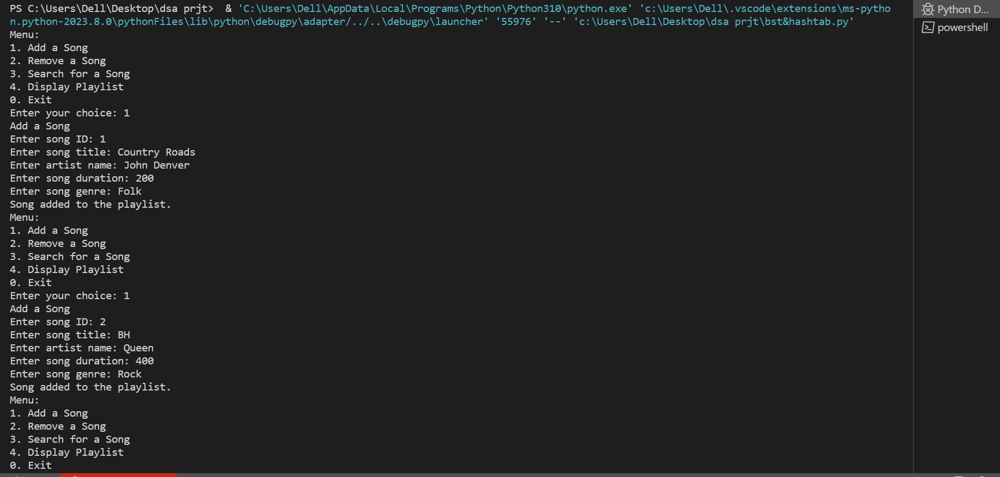 PS C:\Users\Dell\Desktop\dsa prjt>  & 'C:\Users\Dell\AppData\Local\Programs\Python\Python310\python.exe' 'c:\Users\Dell\.vscode\extensions\ms-pytho
n.python-2023.8.0\pythonFiles\lib\python\debugpy\adapter/../..\debugpy\launcher' '55976' '--' 'c:\Users\Dell\Desktop\dsa prjt\bst&hashtab.py'
Menu:
1. Add a Song
2. Remove a Song
3. Search for a Song
4. Display Playlist
0. Exit
Enter your choice: 1
Add a Song
Enter song ID: 1
Enter song title: Country Roads
Enter artist name: John Denver
Enter song duration: 200
Enter song genre: Folk
Song added to the playlist.
Menu:
1. Add a Song
2. Remove a Song
3. Search for a Song
4. Display Playlist
0. Exit
Enter your choice: 1
Add a Song
Enter song ID: 2
Enter song title: BH
Enter artist name: Queen
Enter song duration: 400
Enter song genre: Rock
Song added to the playlist.
Menu:
1. Add a Song
2. Remove a Song
3. Search for a Song
4. Display Playlist
0. Exit
Python D...
powershell